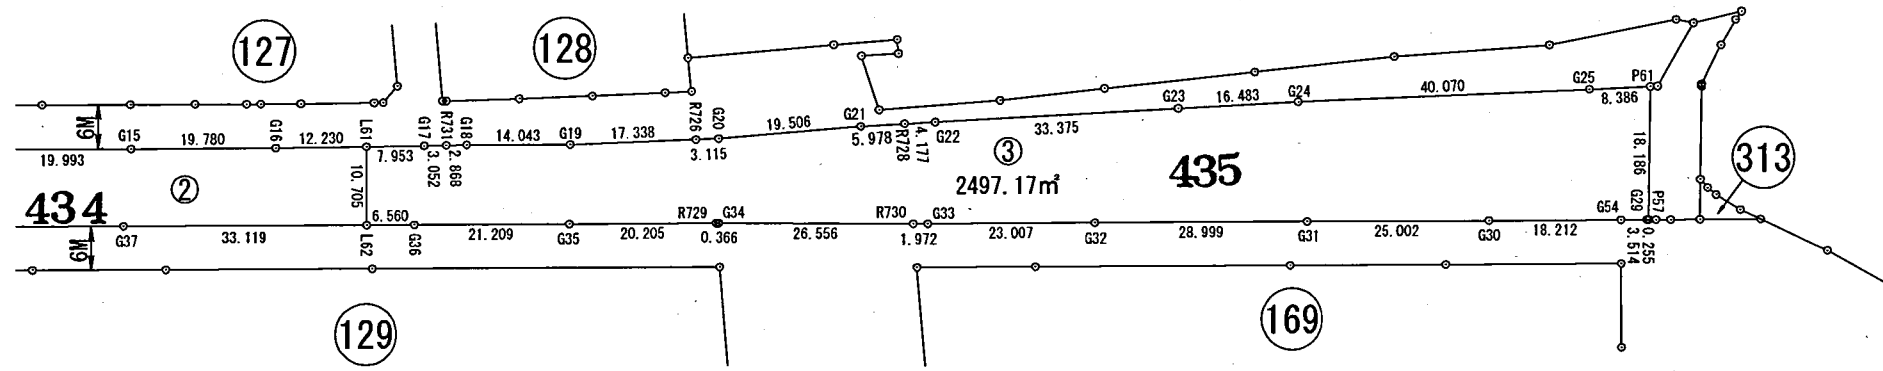 127
128
6M
G15
19.993
19.780
G16
12.230
L61
7.953
G17
3.052
R731
2.868
G18
14.043
G19
17.338
R726
3.115
G20
19.506
G21
5.978
R728
4.177
G22
33.375
G23
16.483
G24
40.070
G25
8.386
P61
②
434
10.705
③
2497.17㎡
435
18.186
313
G37
33.119
L62
6.560
G36
21.209
G35
20.205
R729
0.366
G34
26.556
R730
1.972
G33
23.007
G32
28.999
G31
25.002
G30
18.212
G54
G29
P57
0.255
3.514
6M
129
169